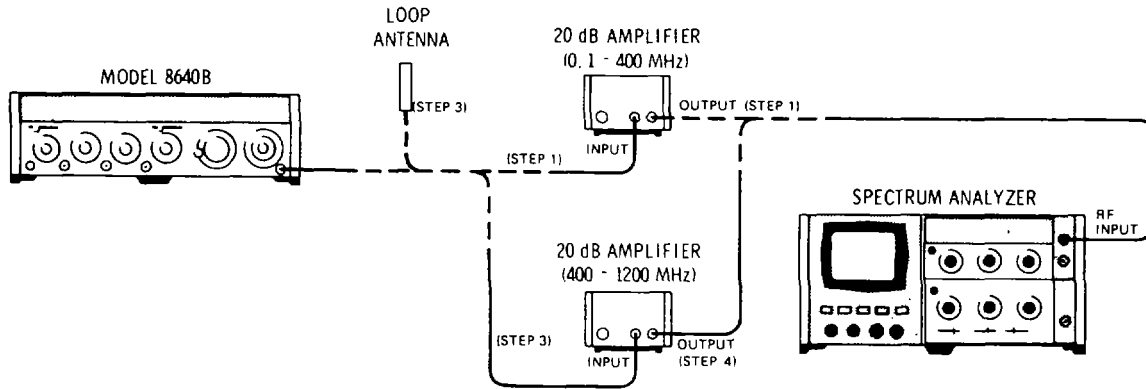 LOOP
ANTENNA
20 dB AMPLIFIER
(0.1 - 400 MHz)
MODEL 8640B
(STEP 3)
OUTPUT (STEP 1)
(STEP 1)
INPUT
SPECTRUM ANALYZER
RF
INPUT
20 dB AMPLIFIER
(400 - 1200 MHz)
(STEP 3)
INPUT
OUTPUT
(STEP 4)